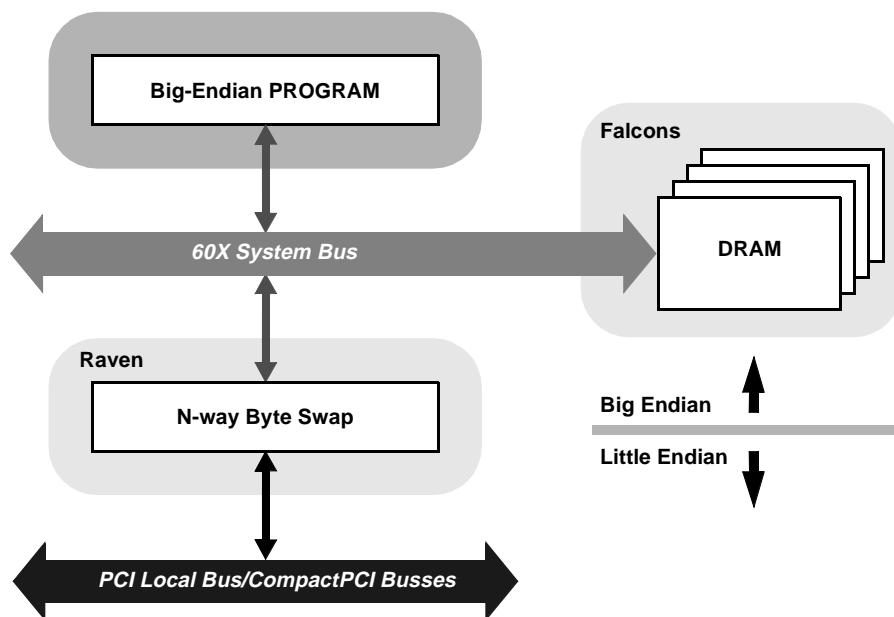 Big-Endian PROGRAM
Falcons
DRAM
60X System Bus
Raven
N-way Byte Swap
Big Endian
Little Endian
PCI Local Bus/CompactPCI Busses